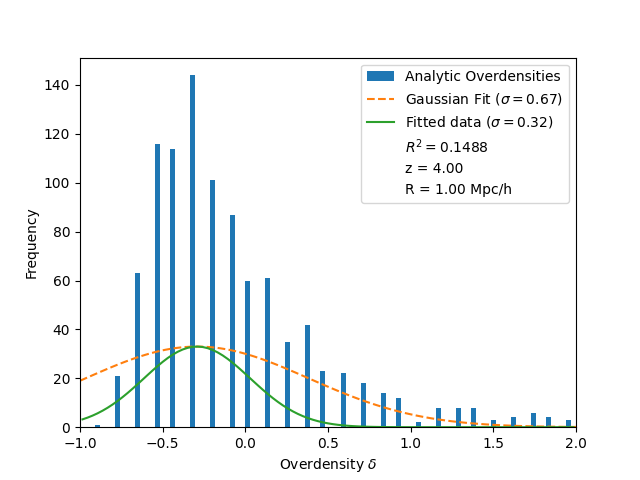 Analytic Overdensities
Gaussian Fit (σ = 0.67)
Fitted data (σ = 0.32)
R² = 0.1488
z = 4.00
R = 1.00 Mpc/h
Frequency
140
120
100
80
60
40
20
0
−1.0 −0.5 0.0 0.5 1.0 1.5 2.0
Overdensity δ